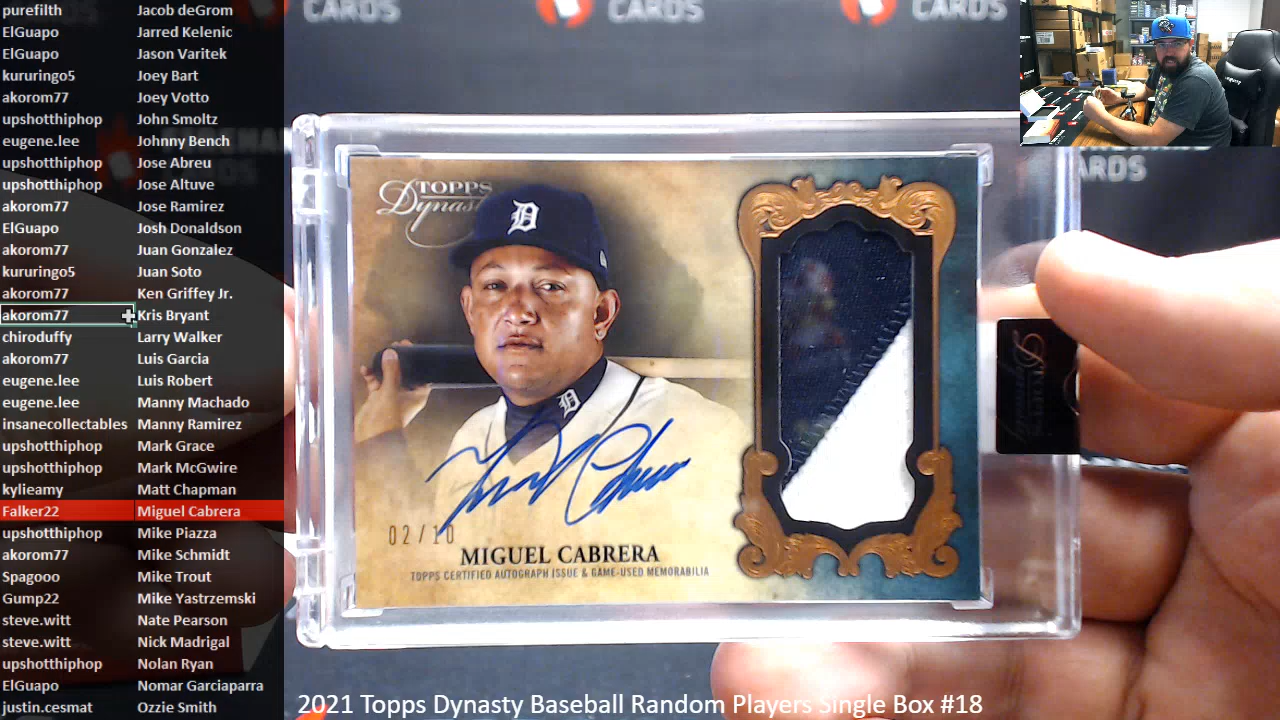 purefilth Jacob deGrom
ElGuapo Jarred Kelenic
ElGuapo Jason Varitek
kururingo5 Joey Bart
akorom77 Joey Votto
upshotthiphop John Smoltz
eugene.lee Johnny Bench
upshotthiphop Jose Abreu
upshotthiphop Jose Altuve
akorom77 Jose Ramirez
ElGuapo Josh Donaldson
akorom77 Juan Gonzalez
kururingo5 Juan Soto
akorom77 Ken Griffey Jr.
akorom77 Kris Bryant
chiroduffy Larry Walker
akorom77 Luis Garcia
eugene.lee Luis Robert
eugene.lee Manny Machado
insanecollectables Manny Ramirez
upshotthiphop Mark Grace
upshotthiphop Mark McGwire
kylieamy Matt Chapman
Falker22 Miguel Cabrera
upshotthiphop Mike Piazza
akorom77 Mike Schmidt
Spagooo Mike Trout
Gump22 Mike Yastrzemski
steve.witt Nate Pearson
steve.witt Nick Madrigal
upshotthiphop Nolan Ryan
ElGuapo Nomar Garciaparra
justin.cesmat Ozzie Smith
CARDS
CARDS
CARDS
CARDS
TOPPS
D
D
02/10
MIGUEL CABRERA
TOPPS CERTIFIED AUTOGRAPH ISSUE & GAME-USED MEMORABILIA
2021 Topps Dynasty Baseball Random Players Single Box #18